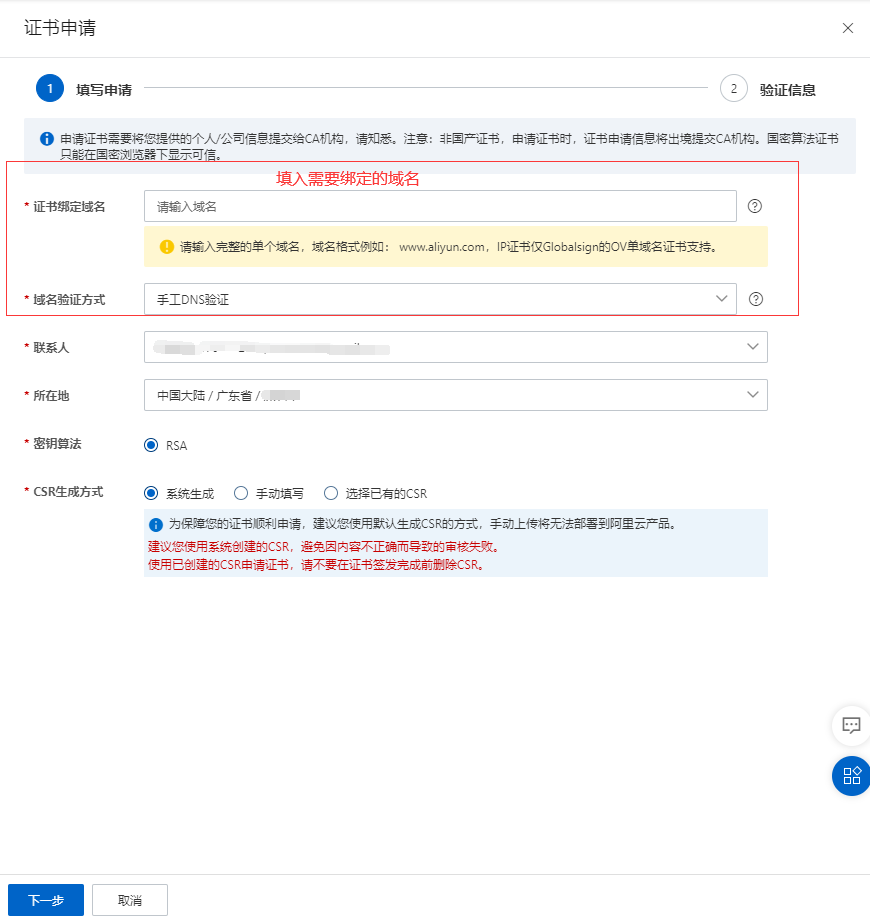 证书申请
1 填写申请
2 验证信息
申请证书需要将您提供的个人/公司信息提交给CA机构，请知悉。注意：非国产证书，申请证书时，证书申请信息将出境提交CA机构。国密算法证书
只能在国密浏览器下显示可信。
填入需要绑定的域名
* 证书绑定域名
请输入域名
请输入完整的单个域名，域名格式例如： www.aliyun.com，IP证书仅Globalsign的OV单域名证书支持。
* 域名验证方式
手工DNS验证
* 联系人
* 所在地
中国大陆 / 广东省 /
* 密钥算法
RSA
* CSR生成方式
系统生成 手动填写 选择已有的CSR
为保障您的证书顺利申请，建议您使用默认生成CSR的方式，手动上传将无法部署到阿里云产品。
建议您使用系统创建的CSR，避免因内容不正确而导致的审核失败。
使用已创建的CSR申请证书，请不要在证书签发完成前删除CSR。
下一步 取消